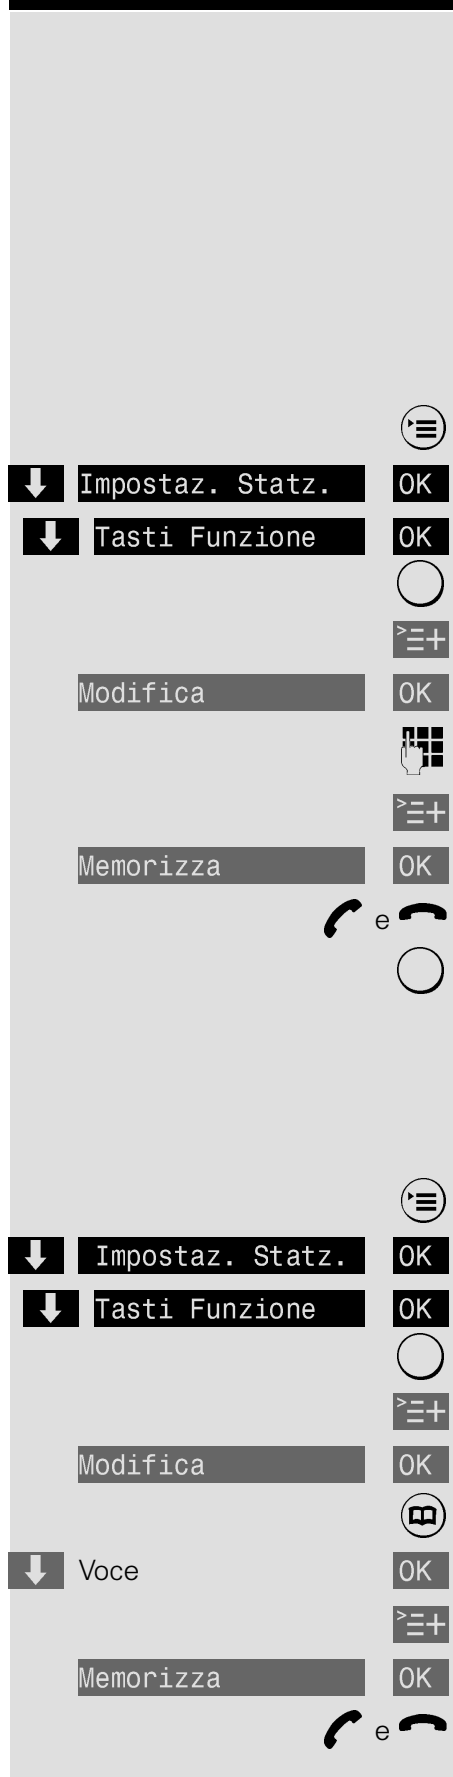 Impostaz. Statz. OK
Tasti Funzione OK
>☰+
Modifica OK
>☰+
Memorizza OK
e
Impostaz. Statz. OK
Tasti Funzione OK
>☰+
Modifica OK
Voce OK
>☰+
Memorizza OK
e